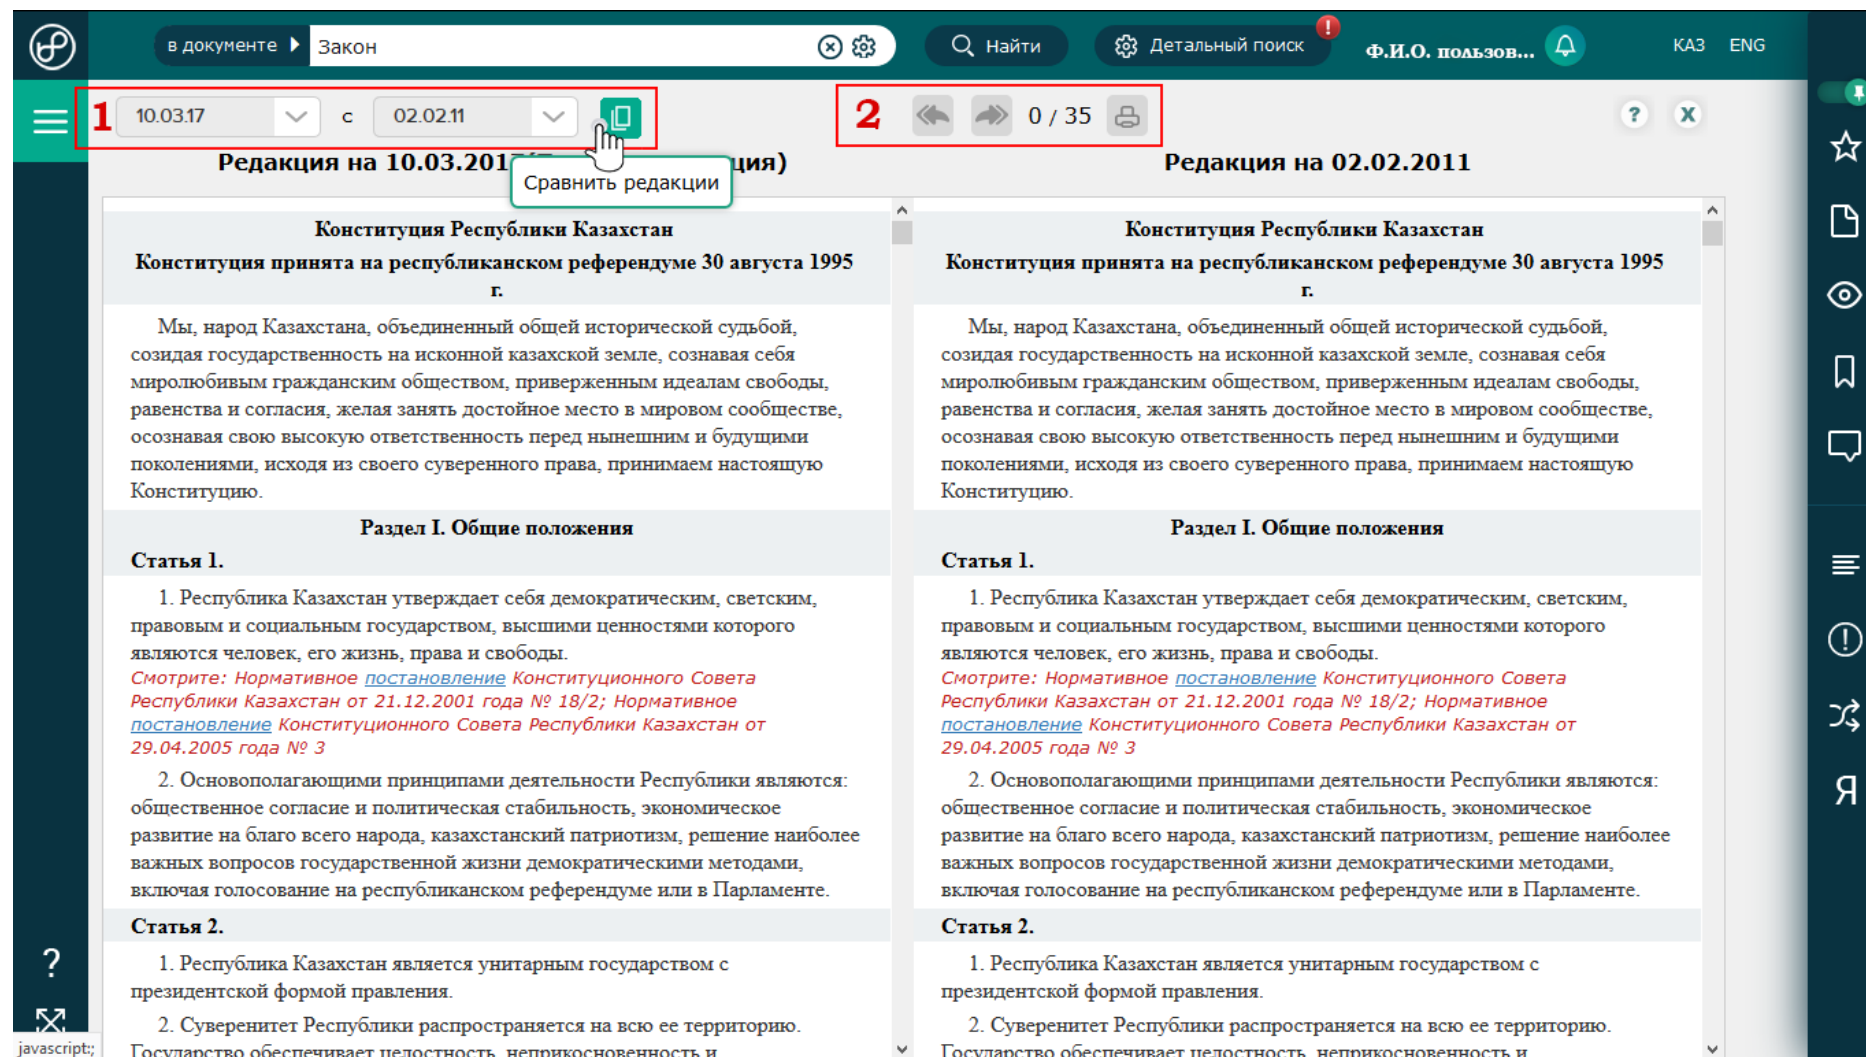 в документе
Закон
Найти
Детальный поиск
!
Ф.И.О. пользов...
КАЗ ENG
1
10.03.17
с
02.02.11
2
0 / 35
? X
Редакция на 10.03.201
ция)
Сравнить редакции
Редакция на 02.02.2011
Конституция Республики Казахстан
Конституция принята на республиканском референдуме 30 августа 1995
г.
Мы, народ Казахстана, объединенный общей исторической судьбой,
созидая государственность на исконной казахской земле, сознавая себя
миролюбивым гражданским обществом, приверженным идеалам свободы,
равенства и согласия, желая занять достойное место в мировом сообществе,
осознавая свою высокую ответственность перед нынешним и будущими
поколениями, исходя из своего суверенного права, принимаем настоящую
Конституцию.
Раздел I. Общие положения
Статья 1.
1. Республика Казахстан утверждает себя демократическим, светским,
правовым и социальным государством, высшими ценностями которого
являются человек, его жизнь, права и свободы.
Смотрите: Нормативное постановление Конституционного Совета
Республики Казахстан от 21.12.2001 года № 18/2; Нормативное
постановление Конституционного Совета Республики Казахстан от
29.04.2005 года № 3
2. Основополагающими принципами деятельности Республики являются:
общественное согласие и политическая стабильность, экономическое
развитие на благо всего народа, казахстанский патриотизм, решение наиболее
важных вопросов государственной жизни демократическими методами,
включая голосование на республиканском референдуме или в Парламенте.
Статья 2.
1. Республика Казахстан является унитарным государством с
президентской формой правления.
2. Суверенитет Республики распространяется на всю ее территорию.
Государство обеспечивает целостность, неприкосновенность и
Конституция Республики Казахстан
Конституция принята на республиканском референдуме 30 августа 1995
г.
Мы, народ Казахстана, объединенный общей исторической судьбой,
созидая государственность на исконной казахской земле, сознавая себя
миролюбивым гражданским обществом, приверженным идеалам свободы,
равенства и согласия, желая занять достойное место в мировом сообществе,
осознавая свою высокую ответственность перед нынешним и будущими
поколениями, исходя из своего суверенного права, принимаем настоящую
Конституцию.
Раздел I. Общие положения
Статья 1.
1. Республика Казахстан утверждает себя демократическим, светским,
правовым и социальным государством, высшими ценностями которого
являются человек, его жизнь, права и свободы.
Смотрите: Нормативное постановление Конституционного Совета
Республики Казахстан от 21.12.2001 года № 18/2; Нормативное
постановление Конституционного Совета Республики Казахстан от
29.04.2005 года № 3
2. Основополагающими принципами деятельности Республики являются:
общественное согласие и политическая стабильность, экономическое
развитие на благо всего народа, казахстанский патриотизм, решение наиболее
важных вопросов государственной жизни демократическими методами,
включая голосование на республиканском референдуме или в Парламенте.
Статья 2.
1. Республика Казахстан является унитарным государством с
президентской формой правления.
2. Суверенитет Республики распространяется на всю ее территорию.
Государство обеспечивает целостность, неприкосновенность и
Я
?
javascript:;